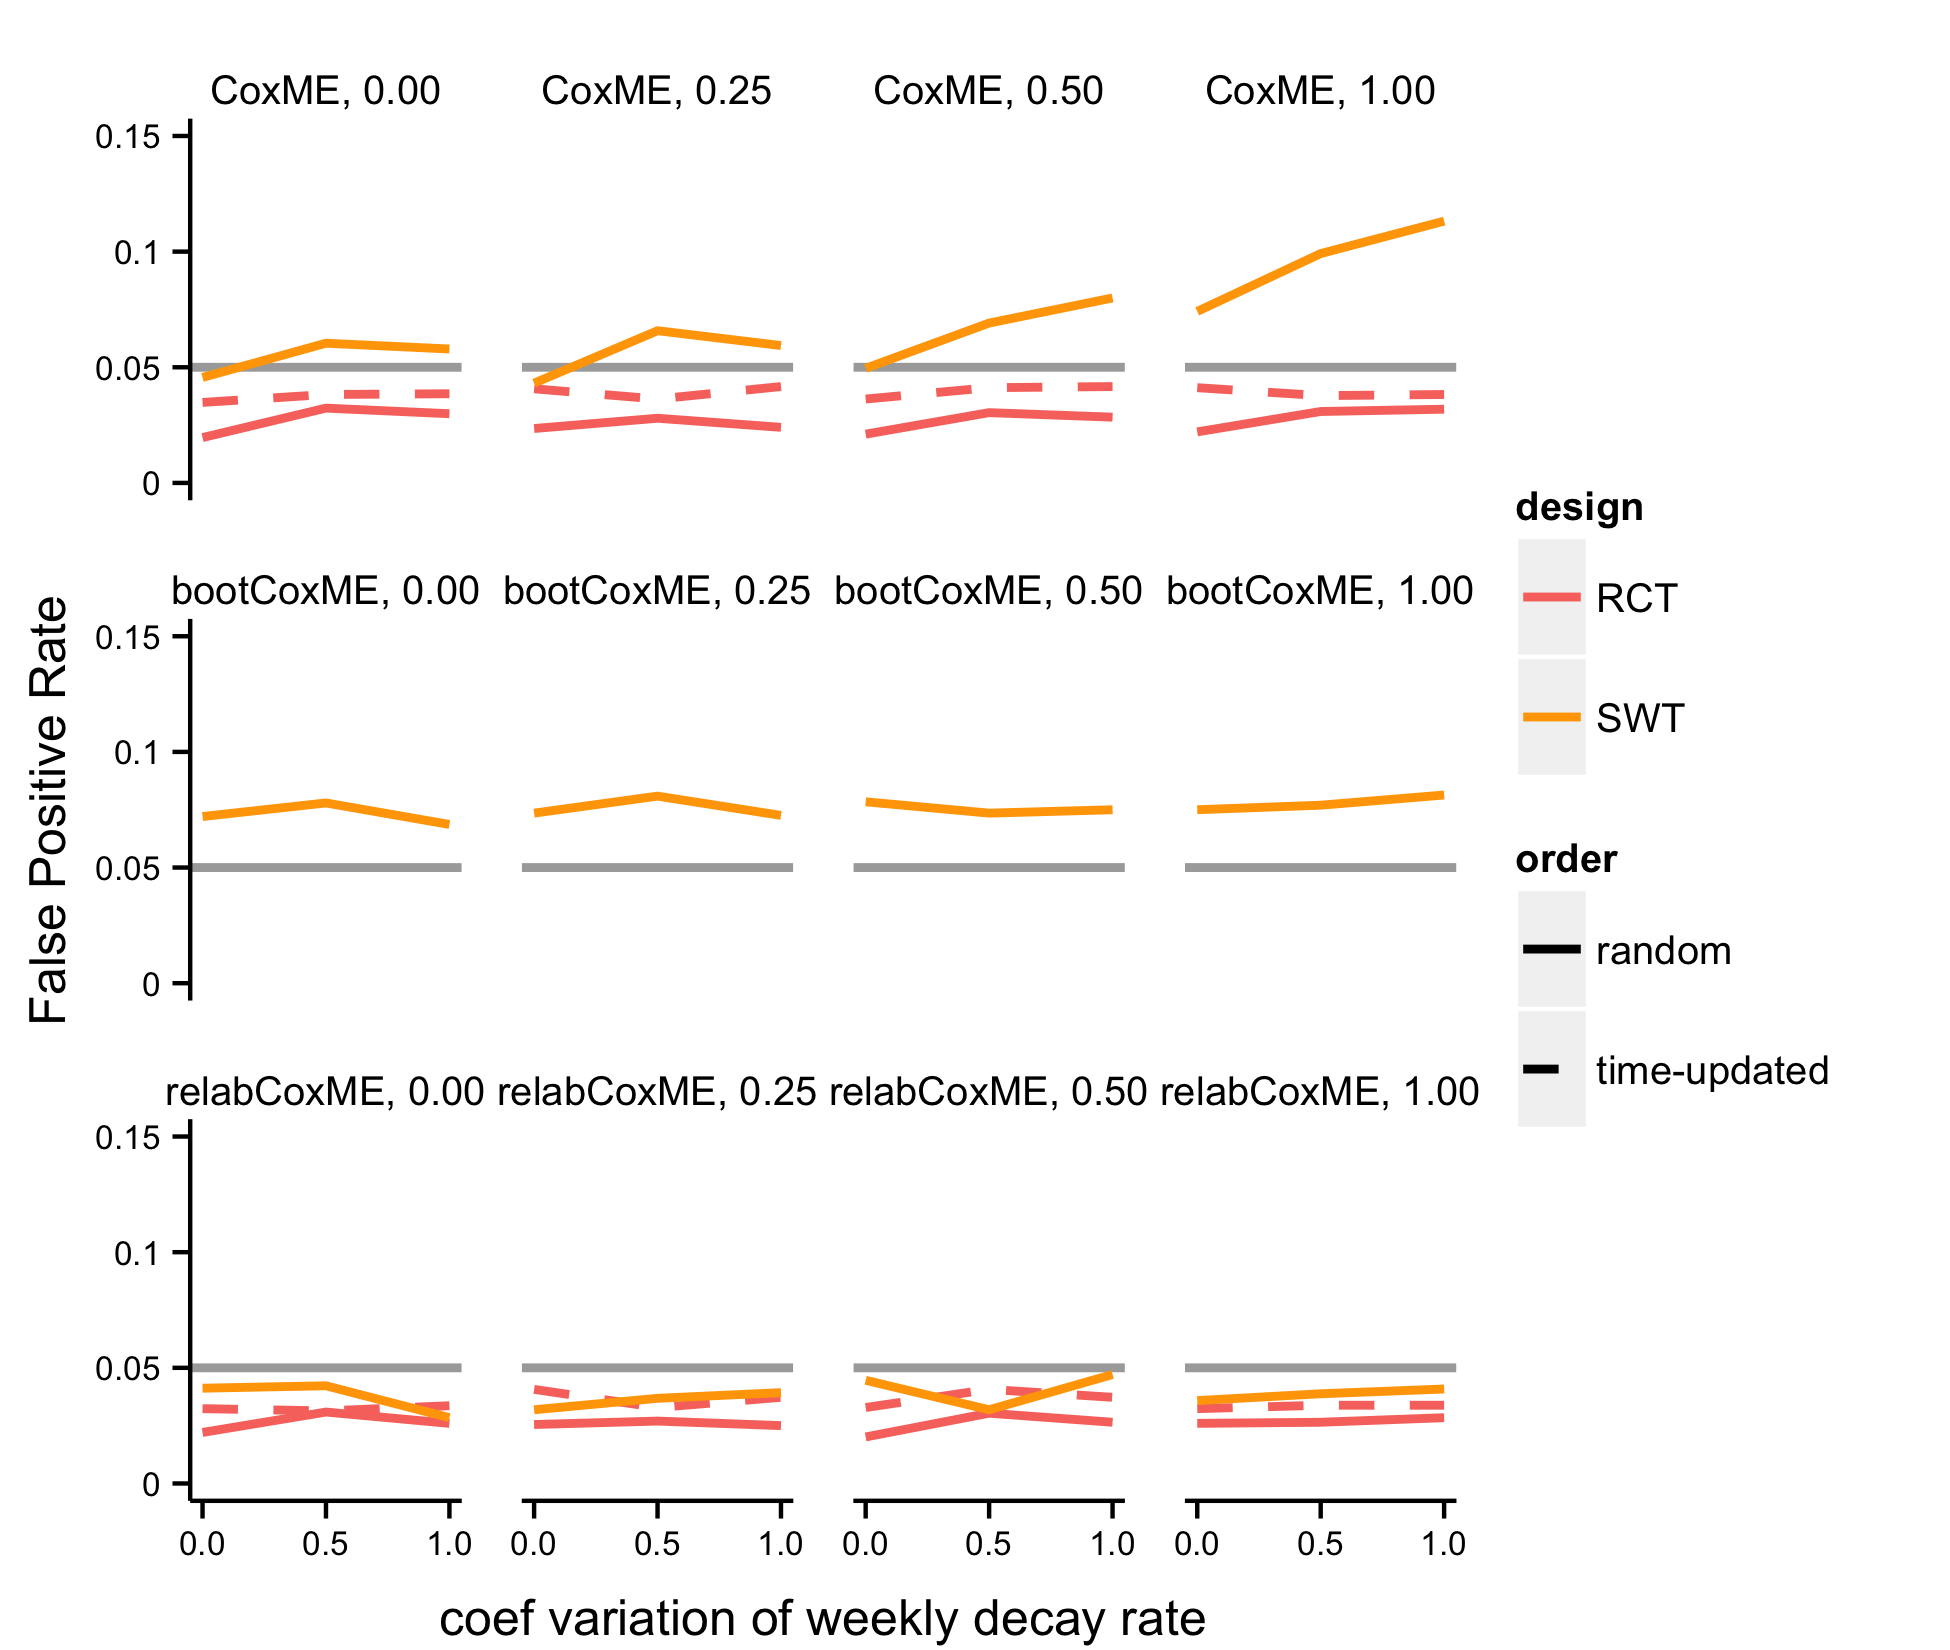 CoxME, 0.00 CoxME, 0.25 CoxME, 0.50 CoxME, 1.00
0.15
0.1
0.05
0
bootCoxME, 0.00 bootCoxME, 0.25 bootCoxME, 0.50 bootCoxME, 1.00
0.15
0.1
0.05
0
relabCoxME, 0.00 relabCoxME, 0.25 relabCoxME, 0.50 relabCoxME, 1.00
0.15
0.1
0.05
0
0.0 0.5 1.0 0.0 0.5 1.0 0.0 0.5 1.0 0.0 0.5 1.0
coef variation of weekly decay rate
False Positive Rate
design
RCT
SWT
order
random
time-updated